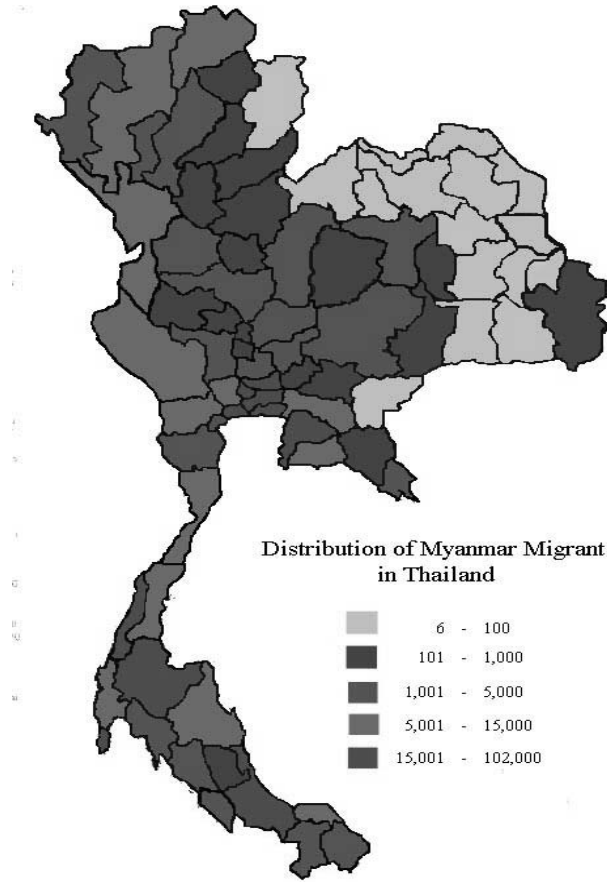 Distribution of Myanmar Migrant
in Thailand
6 - 100
101 - 1,000
1,001 - 5,000
5,001 - 15,000
15,001 - 102,000